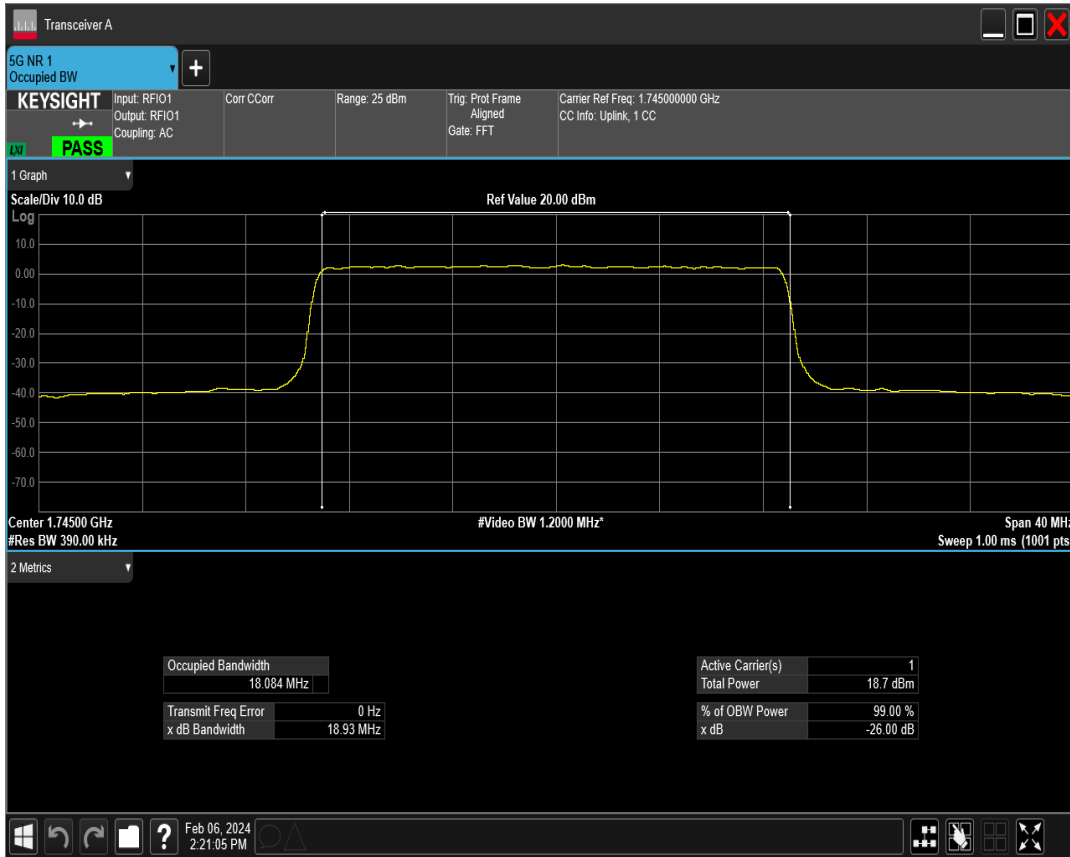 Transceiver A
5G NR 1
Occupied BW
KEYSIGHT
LXI
PASS
Input: RFIO1
Output: RFIO1
Coupling: AC
Corr CCorr
Range: 25 dBm
Trig: Prot Frame
Aligned
Gate: FFT
Carrier Ref Freq: 1.745000000 GHz
CC Info: Uplink, 1 CC
1 Graph
Scale/Div 10.0 dB
Ref Value 20.00 dBm
Log
10.0
0.00
-10.0
-20.0
-30.0
-40.0
-50.0
-60.0
-70.0
Center 1.74500 GHz
#Video BW 1.2000 MHz*
Span 40 MHz
#Res BW 390.00 kHz
Sweep 1.00 ms (1001 pts
2 Metrics
Occupied Bandwidth
18.084 MHz
Transmit Freq Error 0 Hz
x dB Bandwidth 18.93 MHz
Active Carrier(s) 1
Total Power 18.7 dBm
% of OBW Power 99.00 %
x dB -26.00 dB
?
Feb 06, 2024
2:21:05 PM